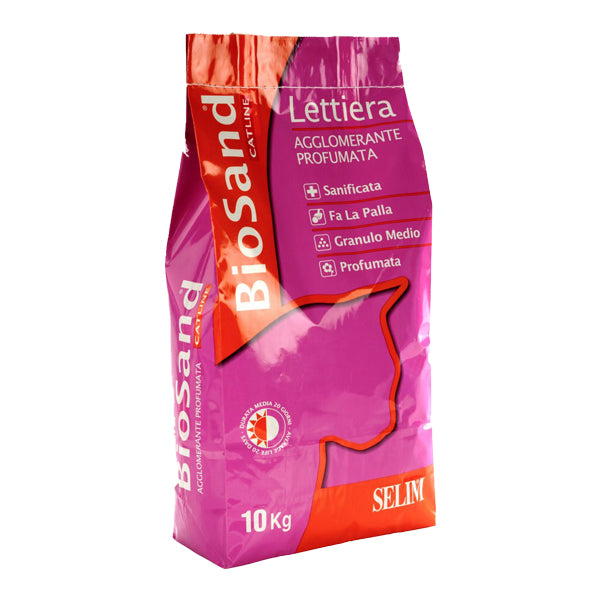 Lettiera
AGGLOMERANTE
PROFUMATA
Sanificata
Fa La Palla
Granulo Medio
Profumata
BioSand®
CATLINE
BioSand
CATLINE
AGGLOMERANTE PROFUMATA
DURATA MEDIA 20 GIORNI - AVERAGE LIFE 20 DAYS -
10Kg
SELIM